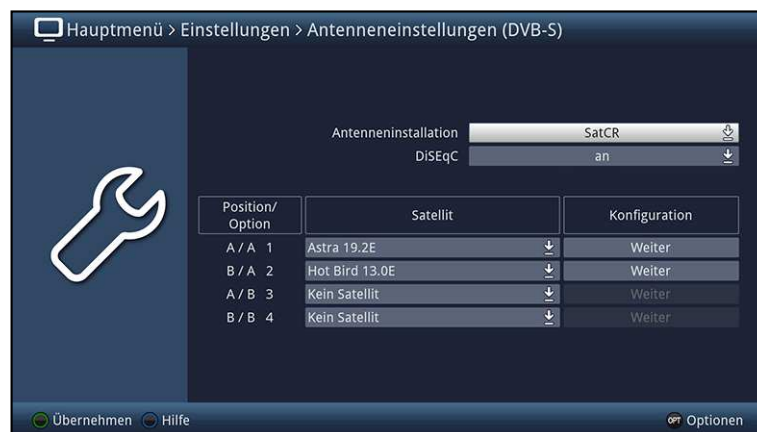 Hauptmenü > Einstellungen > Antenneneinstellungen (DVB-S)
Antenneninstallation SatCR
DiSEqC an
Position/ Option Satellit Konfiguration
A / A 1 Astra 19.2E Weiter
B / A 2 Hot Bird 13.0E Weiter
A / B 3 Kein Satellit Weiter
B / B 4 Kein Satellit Weiter
Übernehmen Hilfe OPT Optionen